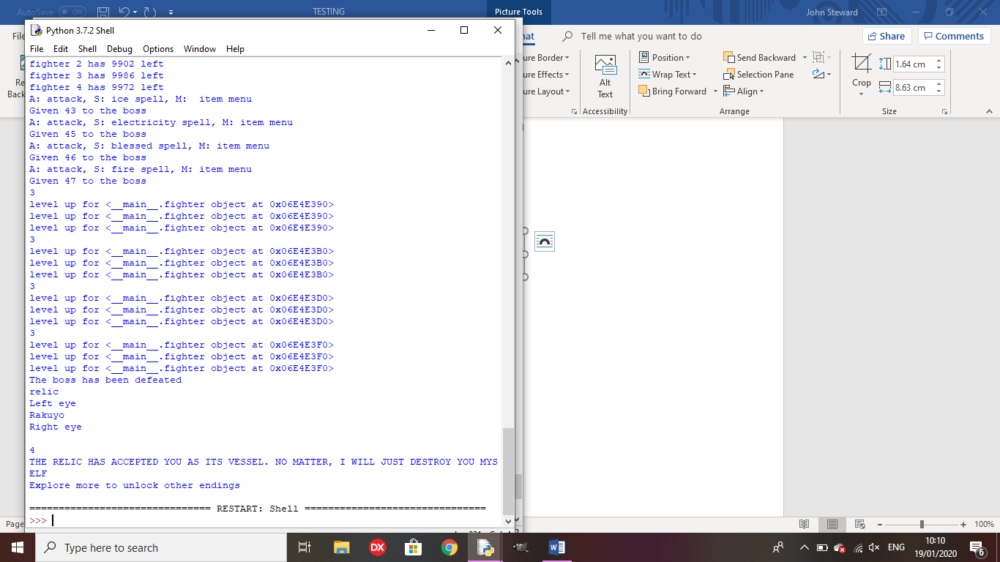 AutoSave Off
TESTING
Picture Tools
John Steward
Python 3.7.2 Shell
File Edit Shell Debug Options Window Help
Tell me what you want to do
Share
Comments
fighter 2 has 9902 left
fighter 3 has 9986 left
fighter 4 has 9972 left
A: attack, S: ice spell, M:  item menu
Given 43 to the boss
A: attack, S: electricity spell, M: item menu
Given 45 to the boss
A: attack, S: blessed spell, M: item menu
Given 46 to the boss
A: attack, S: fire spell, M: item menu
Given 47 to the boss
3
level up for <__main__.fighter object at 0x06E4E390>
level up for <__main__.fighter object at 0x06E4E390>
level up for <__main__.fighter object at 0x06E4E390>
3
level up for <__main__.fighter object at 0x06E4E3B0>
level up for <__main__.fighter object at 0x06E4E3B0>
level up for <__main__.fighter object at 0x06E4E3B0>
3
level up for <__main__.fighter object at 0x06E4E3D0>
level up for <__main__.fighter object at 0x06E4E3D0>
level up for <__main__.fighter object at 0x06E4E3D0>
3
level up for <__main__.fighter object at 0x06E4E3F0>
level up for <__main__.fighter object at 0x06E4E3F0>
level up for <__main__.fighter object at 0x06E4E3F0>
The boss has been defeated
relic
Left eye
Rakuyo
Right eye
4
THE RELIC HAS ACCEPTED YOU AS ITS VESSEL. NO MATTER, I WILL JUST DESTROY YOU MYS
ELF
Explore more to unlock other endings
=============================== RESTART: Shell ===============================
>>>
ure Border
ure Effects
ure Layout
Alt
Text
Accessibility
Position
Wrap Text
Bring Forward
Send Backward
Selection Pane
Align
Arrange
Crop
1.64 cm
8.63 cm
Size
Page
100%
Type here to search
DX
ENG
10:10
19/01/2020
6